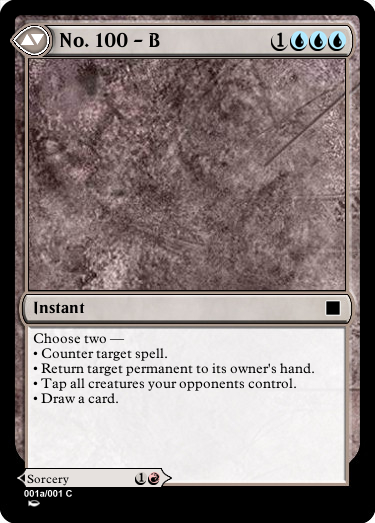 No. 100 – B 1
Instant
Choose two —
• Counter target spell.
• Return target permanent to its owner's hand.
• Tap all creatures your opponents control.
• Draw a card.
Sorcery 1
001a/001 C